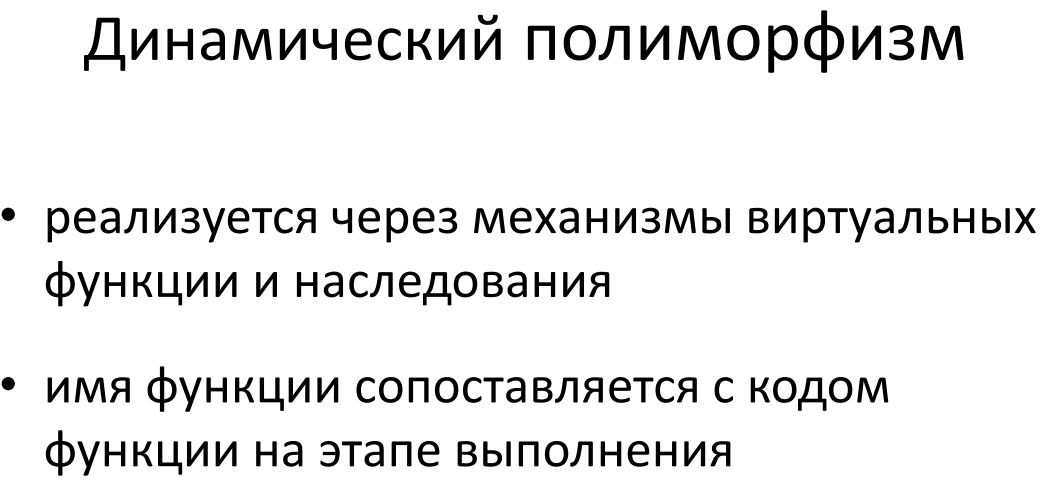 Динамический полиморфизм
• реализуется через механизмы виртуальных
функции и наследования
• имя функции сопоставляется с кодом
функции на этапе выполнения